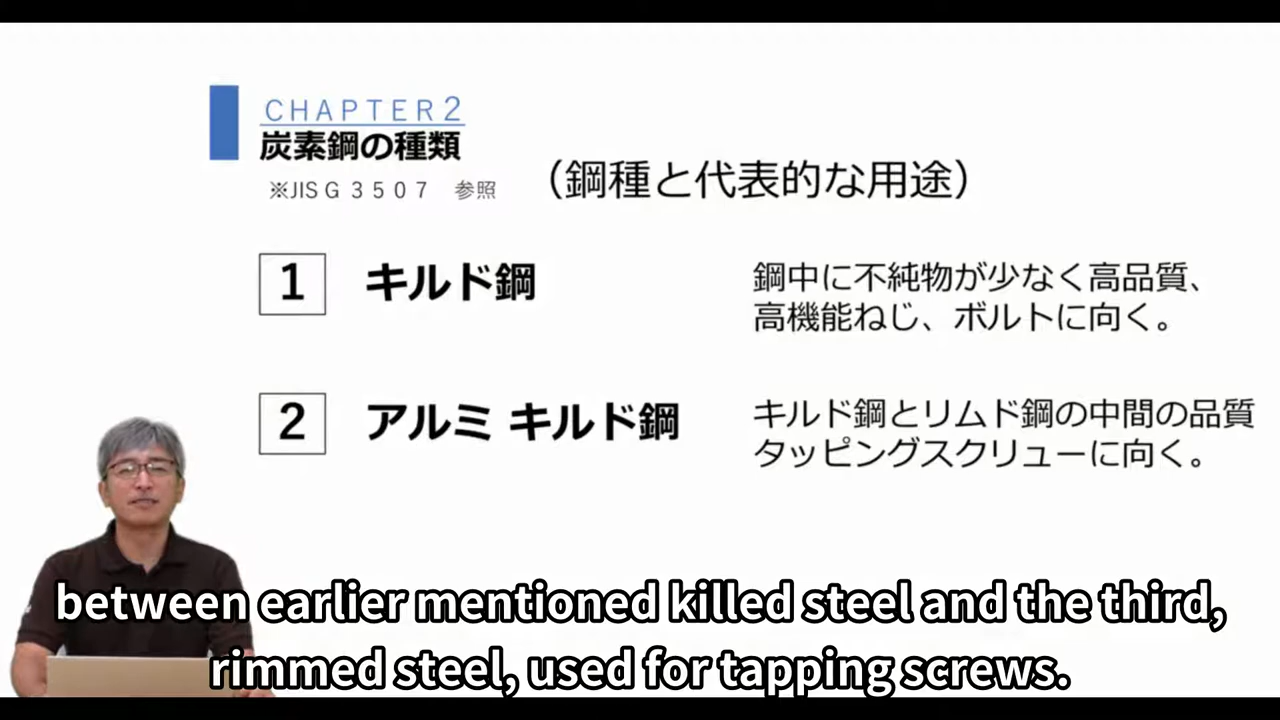 CHAPTER2
炭素鋼の種類
※JIS G 3507 参照
（鋼種と代表的な用途）
1 キルド鋼
鋼中に不純物が少なく高品質、
高機能ねじ、ボルトに向く。
2 アルミ キルド鋼
キルド鋼とリムド鋼の中間の品質
タッピングスクリューに向く。
between earlier mentioned killed steel and the third,
rimmed steel, used for tapping screws.